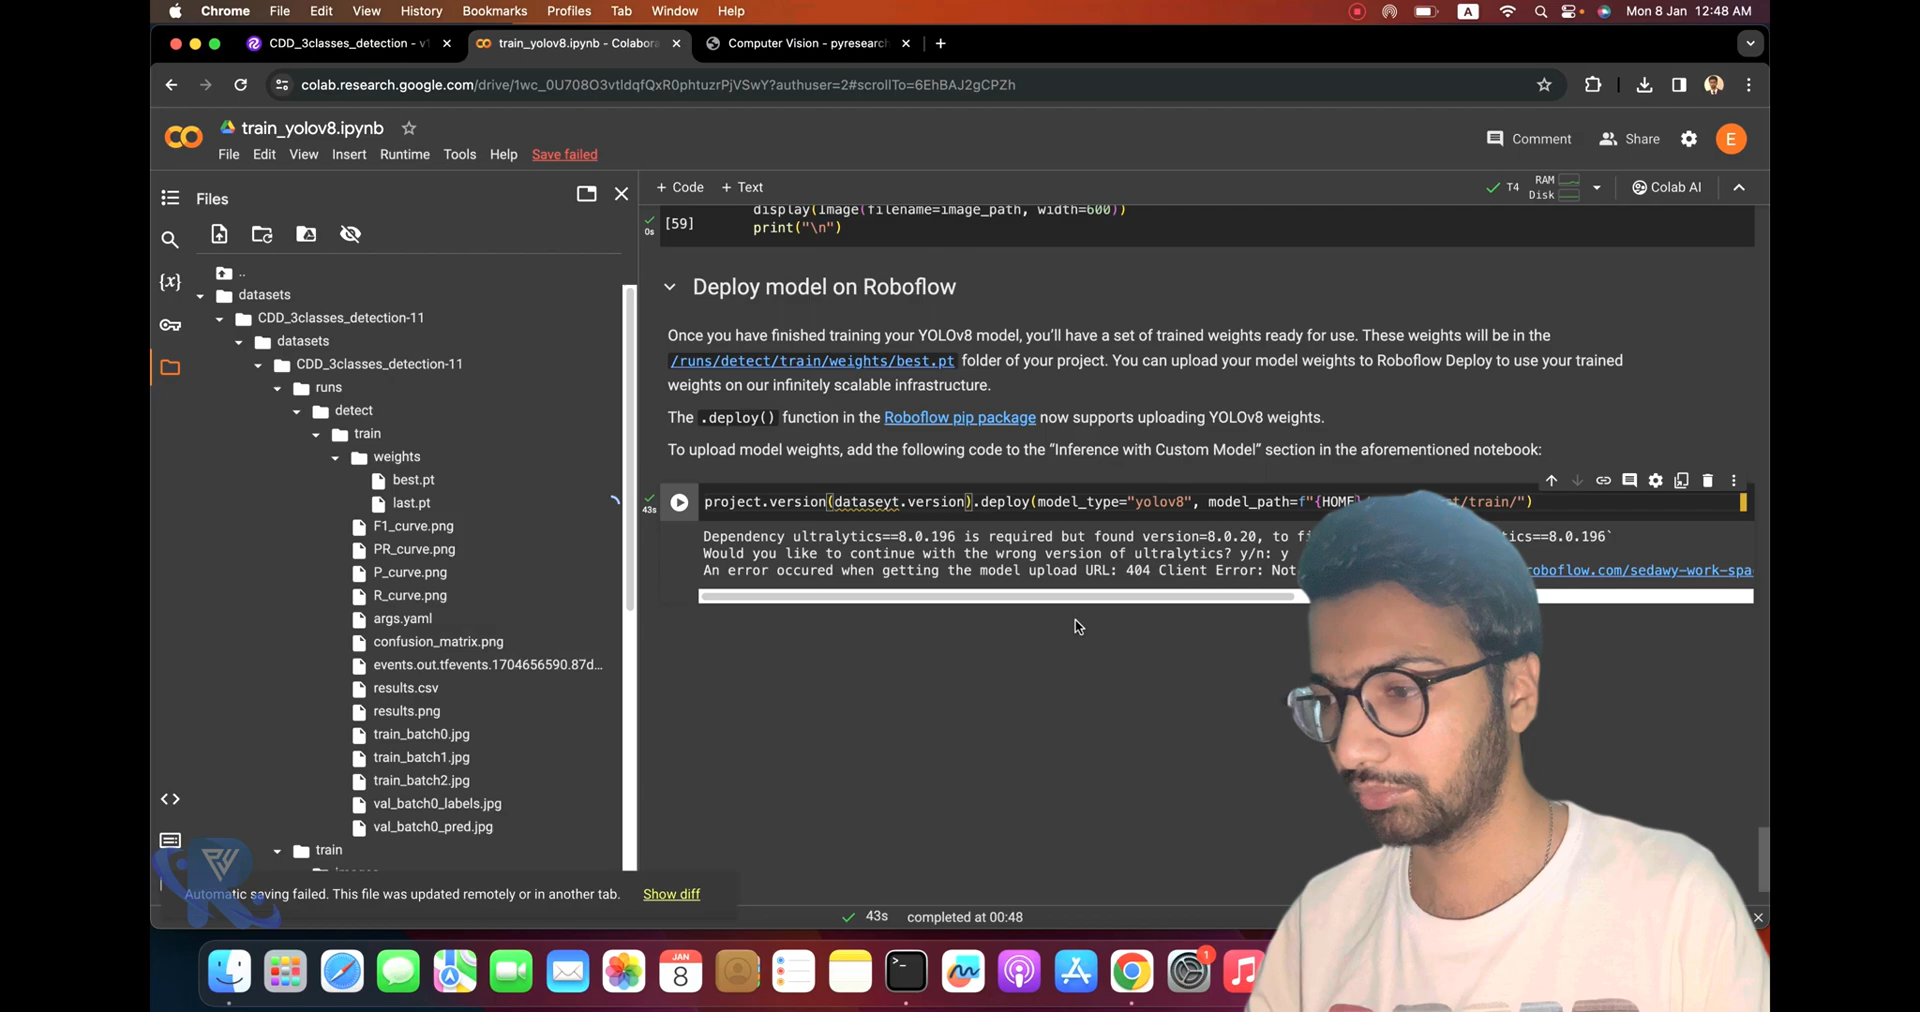 Chrome File Edit View History Bookmarks Profiles Tab Window Help
A Mon 8 Jan 12:48 AM
CDD_3classes_detection - v1
train_yolov8.ipynb - Colabora
Computer Vision - pyresearch
colab.research.google.com/drive/1wc_0U708O3vtIdqfQxR0phtuzrPjVSwY?authuser=2#scrollTo=6EhBAJ2gCPZh
train_yolov8.ipynb
Comment Share E
File Edit View Insert Runtime Tools Help Save failed
Files
+ Code + Text
T4 RAM
Disk
Colab AI
display(Image(filename=image_path, width=600))
0s [59] print("\n")
{x}
..
datasets
CDD_3classes_detection-11
datasets
CDD_3classes_detection-11
runs
detect
train
weights
best.pt
last.pt
F1_curve.png
PR_curve.png
P_curve.png
R_curve.png
args.yaml
confusion_matrix.png
events.out.tfevents.1704656590.87d...
results.csv
results.png
train_batch0.jpg
train_batch1.jpg
train_batch2.jpg
val_batch0_labels.jpg
val_batch0_pred.jpg
train
Deploy model on Roboflow
Once you have finished training your YOLOv8 model, you'll have a set of trained weights ready for use. These weights will be in the
/runs/detect/train/weights/best.pt folder of your project. You can upload your model weights to Roboflow Deploy to use your trained
weights on our infinitely scalable infrastructure.
The .deploy() function in the Roboflow pip package now supports uploading YOLOv8 weights.
To upload model weights, add the following code to the “Inference with Custom Model” section in the aforementioned notebook:
43s project.version(dataseyt.version).deploy(model_type="yolov8", model_path=f"{HOME} t/train/")
Dependency ultralytics==8.0.196 is required but found version=8.0.20, to fi tics==8.0.196`
Would you like to continue with the wrong version of ultralytics? y/n: y
An error occured when getting the model upload URL: 404 Client Error: Not roboflow.com/sedawy-work-spa
Automatic saving failed. This file was updated remotely or in another tab. Show diff
43s completed at 00:48
JAN
8
1